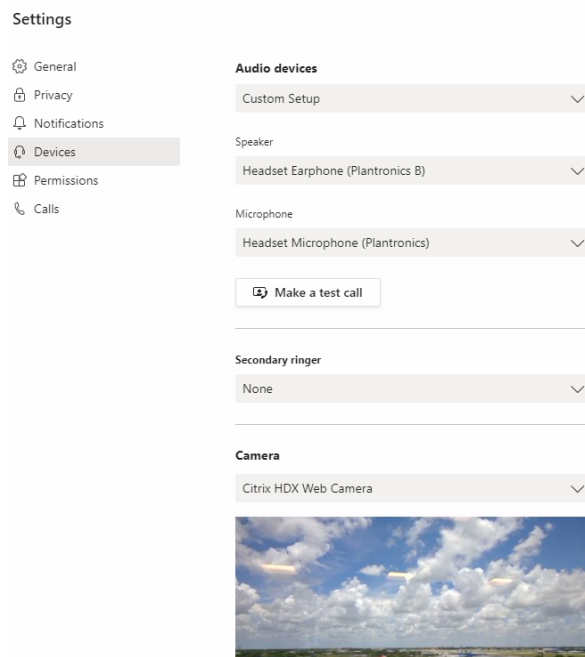 Settings
General
Privacy
Notifications
Devices
Permissions
Calls
Audio devices
Custom Setup
Speaker
Headset Earphone (Plantronics B)
Microphone
Headset Microphone (Plantronics)
Make a test call
Secondary ringer
None
Camera
Citrix HDX Web Camera